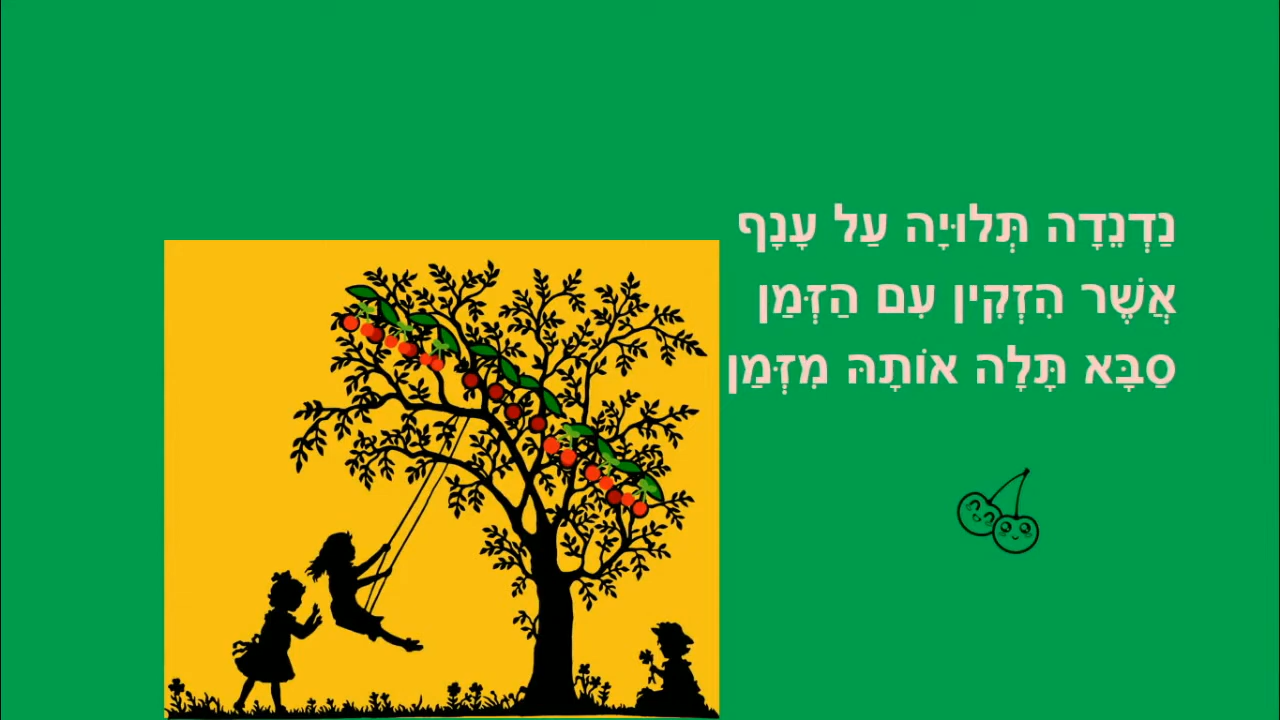 נַדְנֵדָה תְּלוּיָה עַל עָנָף
אֲשֶׁר הִזְקִין עִם הַזְּמַן
סַבָּא תָּלָה אוֹתָהּ מִזְּמַן